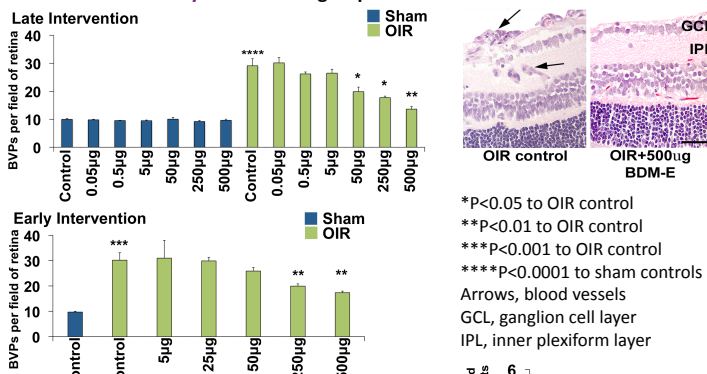 Late Intervention
Sham
OIR
BVPs per field of retina
40
30
20
10
0
****
*
*
**
Control
0.05µg
0.5µg
5µg
50µg
250µg
500µg
Control
0.05µg
0.5µg
5µg
50µg
250µg
500µg
Early Intervention
Sham
OIR
BVPs per field of retina
40
30
20
10
0
***
**
**
GCL
IPL
OIR control
OIR+500ug
BDM-E
*P<0.05 to OIR control
**P<0.01 to OIR control
***P<0.001 to OIR control
****P<0.0001 to sham controls
Arrows, blood vessels
GCL, ganglion cell layer
IPL, inner plexiform layer
6